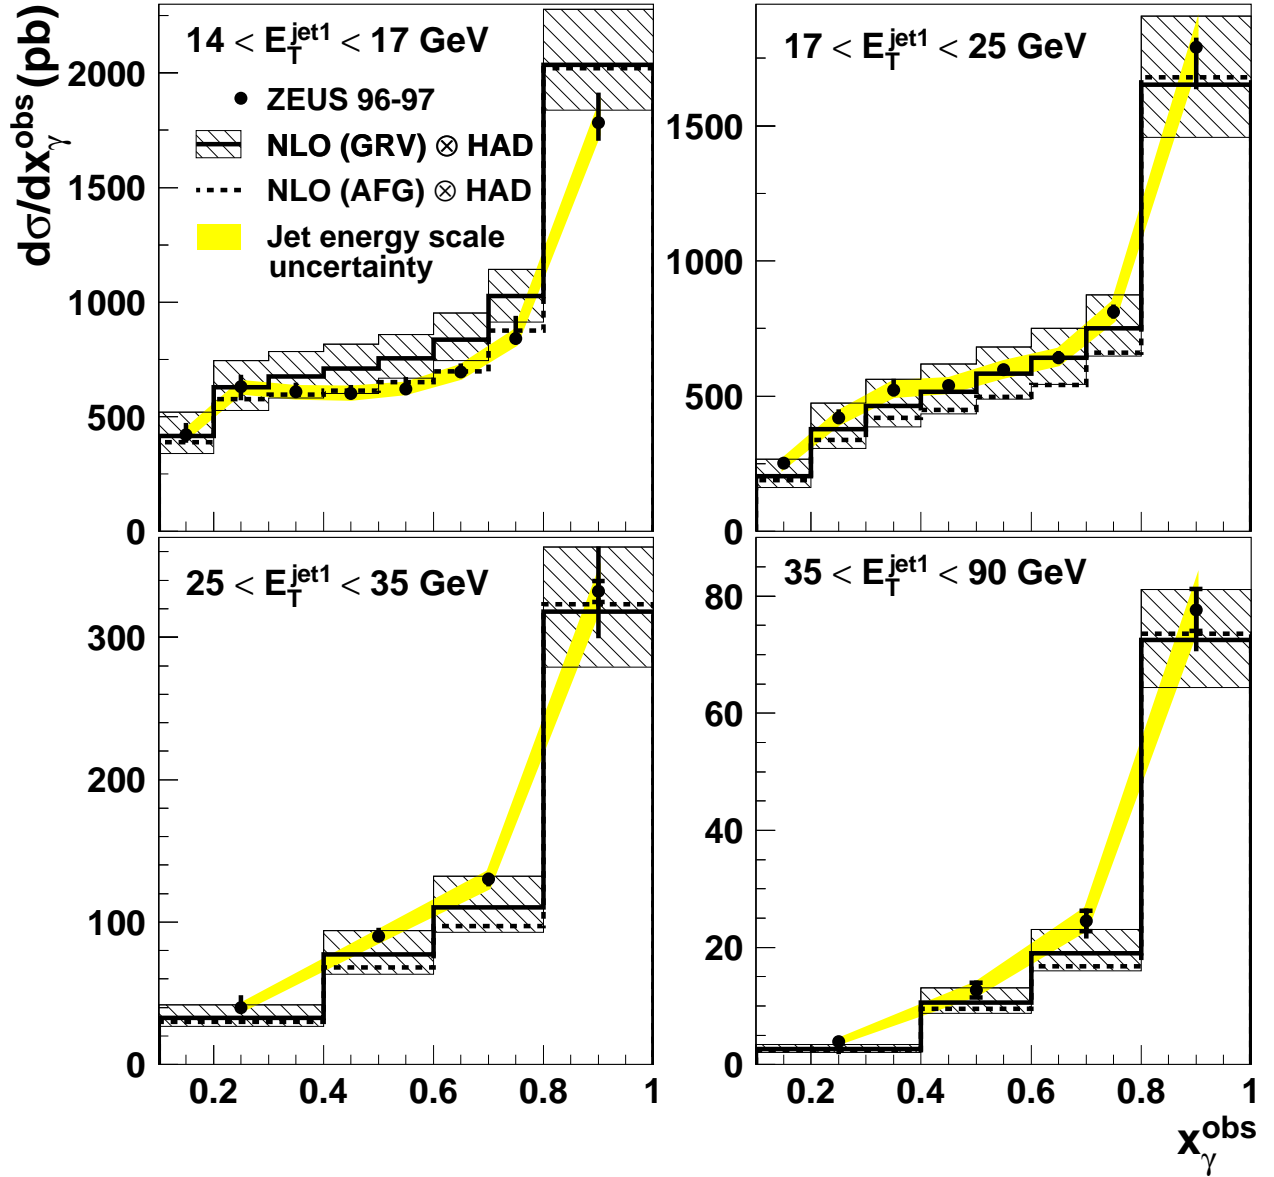 dσ/dxγ^obs (pb)
14 < E_T^jet1 < 17 GeV
ZEUS 96-97
NLO (GRV) ⊗ HAD
NLO (AFG) ⊗ HAD
Jet energy scale
uncertainty
2000
1500
1000
500
0
17 < E_T^jet1 < 25 GeV
1500
1000
500
0
25 < E_T^jet1 < 35 GeV
300
200
100
0
0.2 0.4 0.6 0.8 1
35 < E_T^jet1 < 90 GeV
80
60
40
20
0
0.2 0.4 0.6 0.8 1
xγ^obs